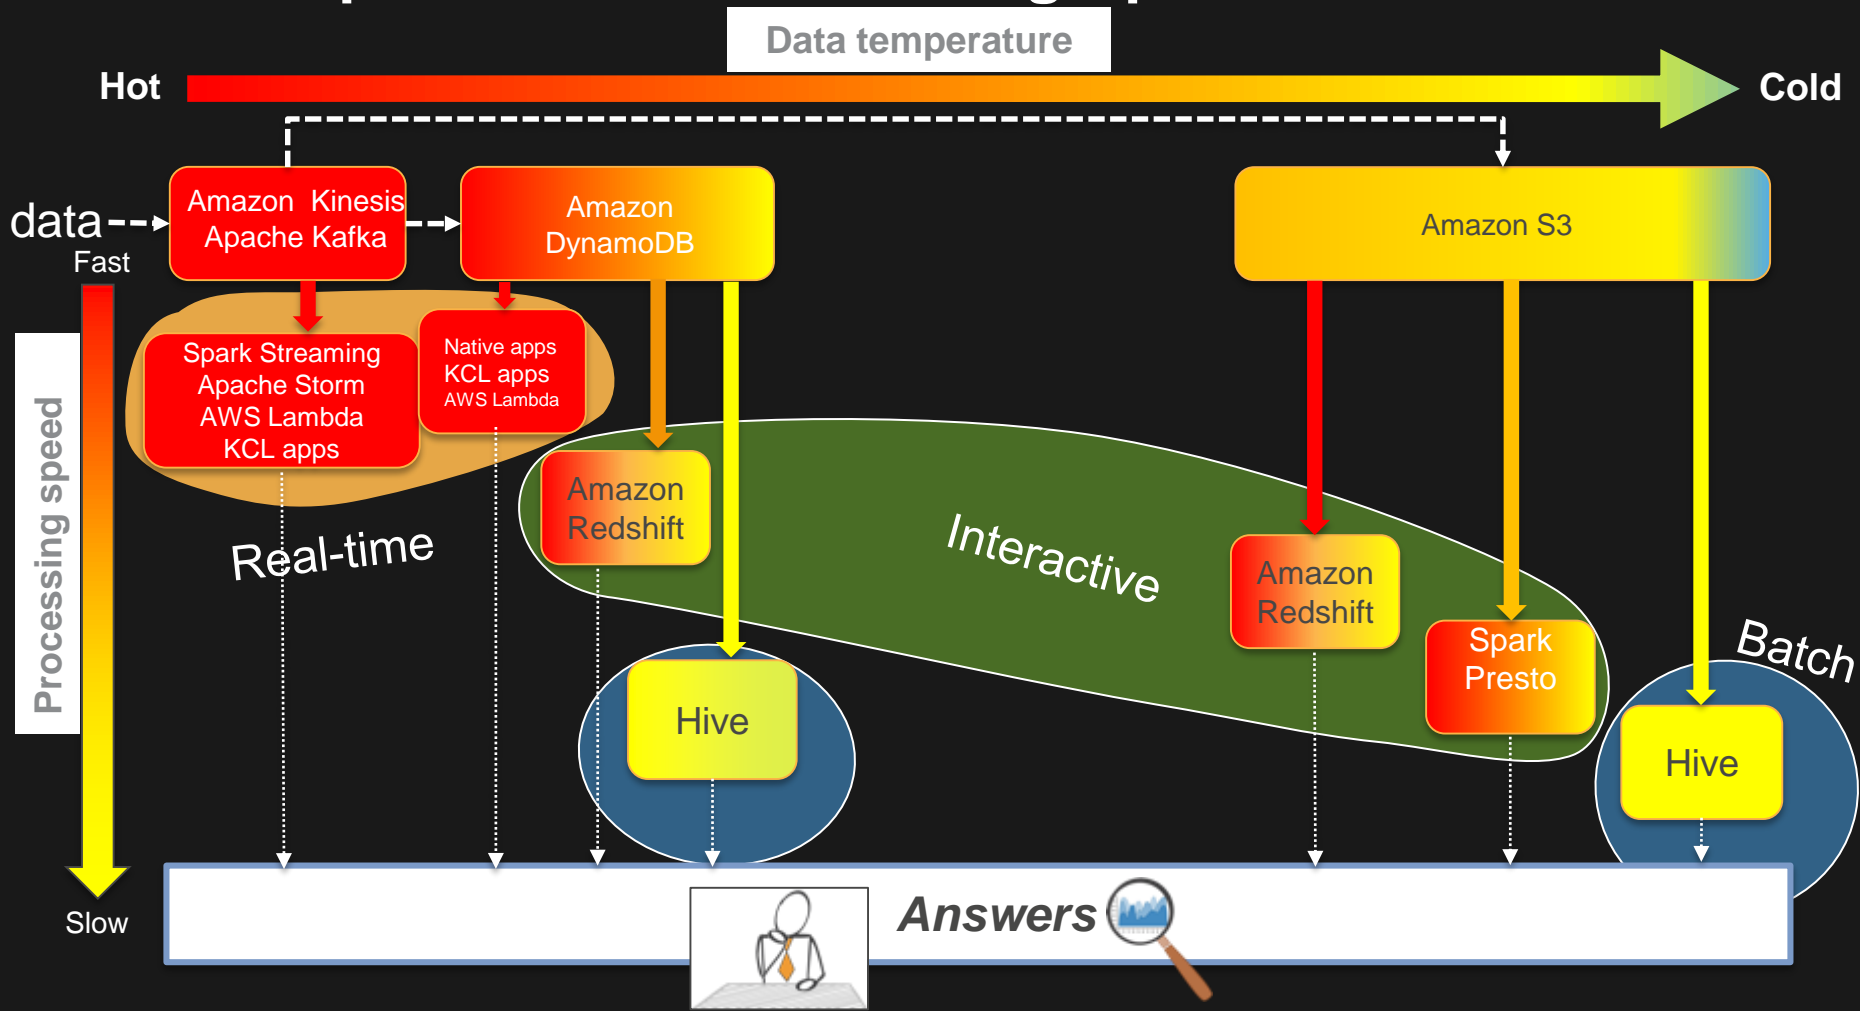 Data temperature
Hot
Cold
Amazon Kinesis
Apache Kafka
Amazon
DynamoDB
Amazon S3
data
Fast
Processing speed
Spark Streaming
Apache Storm
AWS Lambda
KCL apps
Native apps
KCL apps
AWS Lambda
Amazon
Redshift
Real-time
Interactive
Amazon
Redshift
Spark
Presto
Batch
Hive
Hive
Slow
Answers